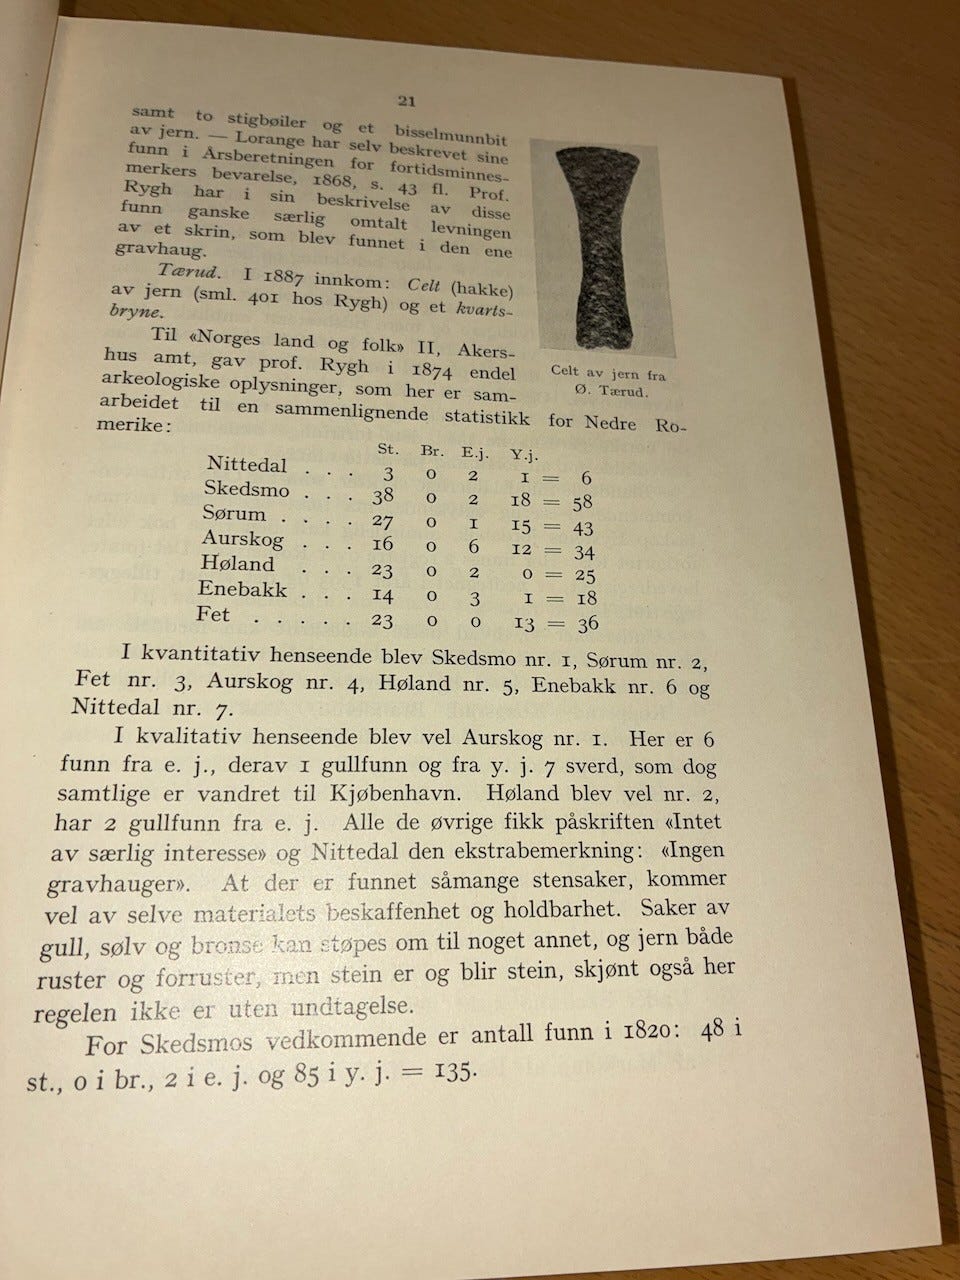 21
samt to stigbøiler og et bisselmunnbit
av jern. — Lorange har selv beskrevet sine
funn i Årsberetningen for fortidsminnes-
merkers bevarelse, 1868, s. 43 fl. Prof.
Rygh har i sin beskrivelse av disse
funn ganske særlig omtalt levningen
av et skrin, som blev funnet i den ene
gravhaug.
Tærud. I 1887 innkom: Celt (hakke)
av jern (sml. 401 hos Rygh) og et kvarts-
bryne.
Til «Norges land og folk» II, Akers-
hus amt, gav prof. Rygh i 1874 endel
arkeologiske oplysninger, som her er sam-
arbeidet til en sammenlignende statistikk for Nedre Ro-
merike:
Celt av jern fra
Ø. Tærud.
St. Br. E.j. Y.j.
Nittedal . . . 3 0 2 1 = 6
Skedsmo . . . 38 0 2 18 = 58
Sørum . . . . 27 0 1 15 = 43
Aurskog . . . 16 0 6 12 = 34
Høland . . . 23 0 2 0 = 25
Enebakk . . . 14 0 3 1 = 18
Fet . . . . . 23 0 0 13 = 36
I kvantitativ henseende blev Skedsmo nr. 1, Sørum nr. 2,
Fet nr. 3, Aurskog nr. 4, Høland nr. 5, Enebakk nr. 6 og
Nittedal nr. 7.
I kvalitativ henseende blev vel Aurskog nr. 1. Her er 6
funn fra e. j., derav 1 gullfunn og fra y. j. 7 sverd, som dog
samtlige er vandret til Kjøbenhavn. Høland blev vel nr. 2,
har 2 gullfunn fra e. j. Alle de øvrige fikk påskriften «Intet
av særlig interesse» og Nittedal den ekstrabemerkning: «Ingen
gravhauger». At der er funnet såmange stensaker, kommer
vel av selve materialets beskaffenhet og holdbarhet. Saker av
gull, sølv og bronse kan støpes om til noget annet, og jern både
ruster og forruster, men stein er og blir stein, skjønt også her
regelen ikke er uten undtagelse.
For Skedsmos vedkommende er antall funn i 1820: 48 i
st., 0 i br., 2 i e. j. og 85 i y. j. = 135.